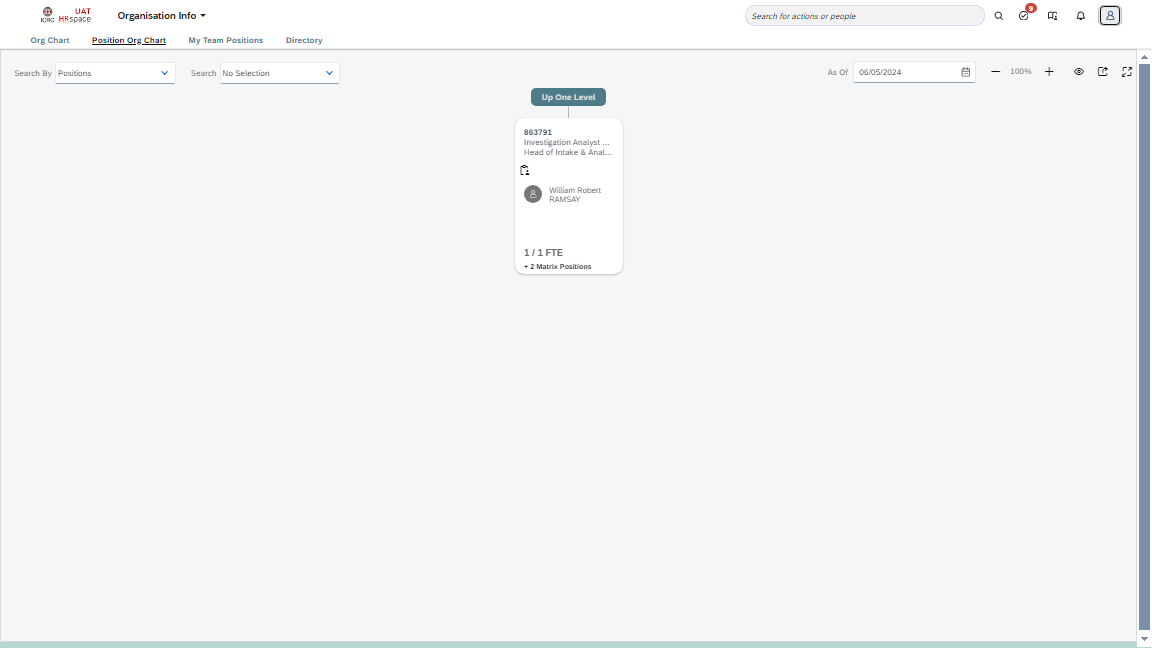 ICRC
UAT
HRspace
Organisation Info
Search for actions or people
9
Org Chart
Position Org Chart
My Team Positions
Directory
Search By
Positions
Search
No Selection
As Of
06/05/2024
100%
Up One Level
863791
Investigation Analyst ...
Head of Intake & Anal...
William Robert
RAMSAY
1 / 1 FTE
+ 2 Matrix Positions